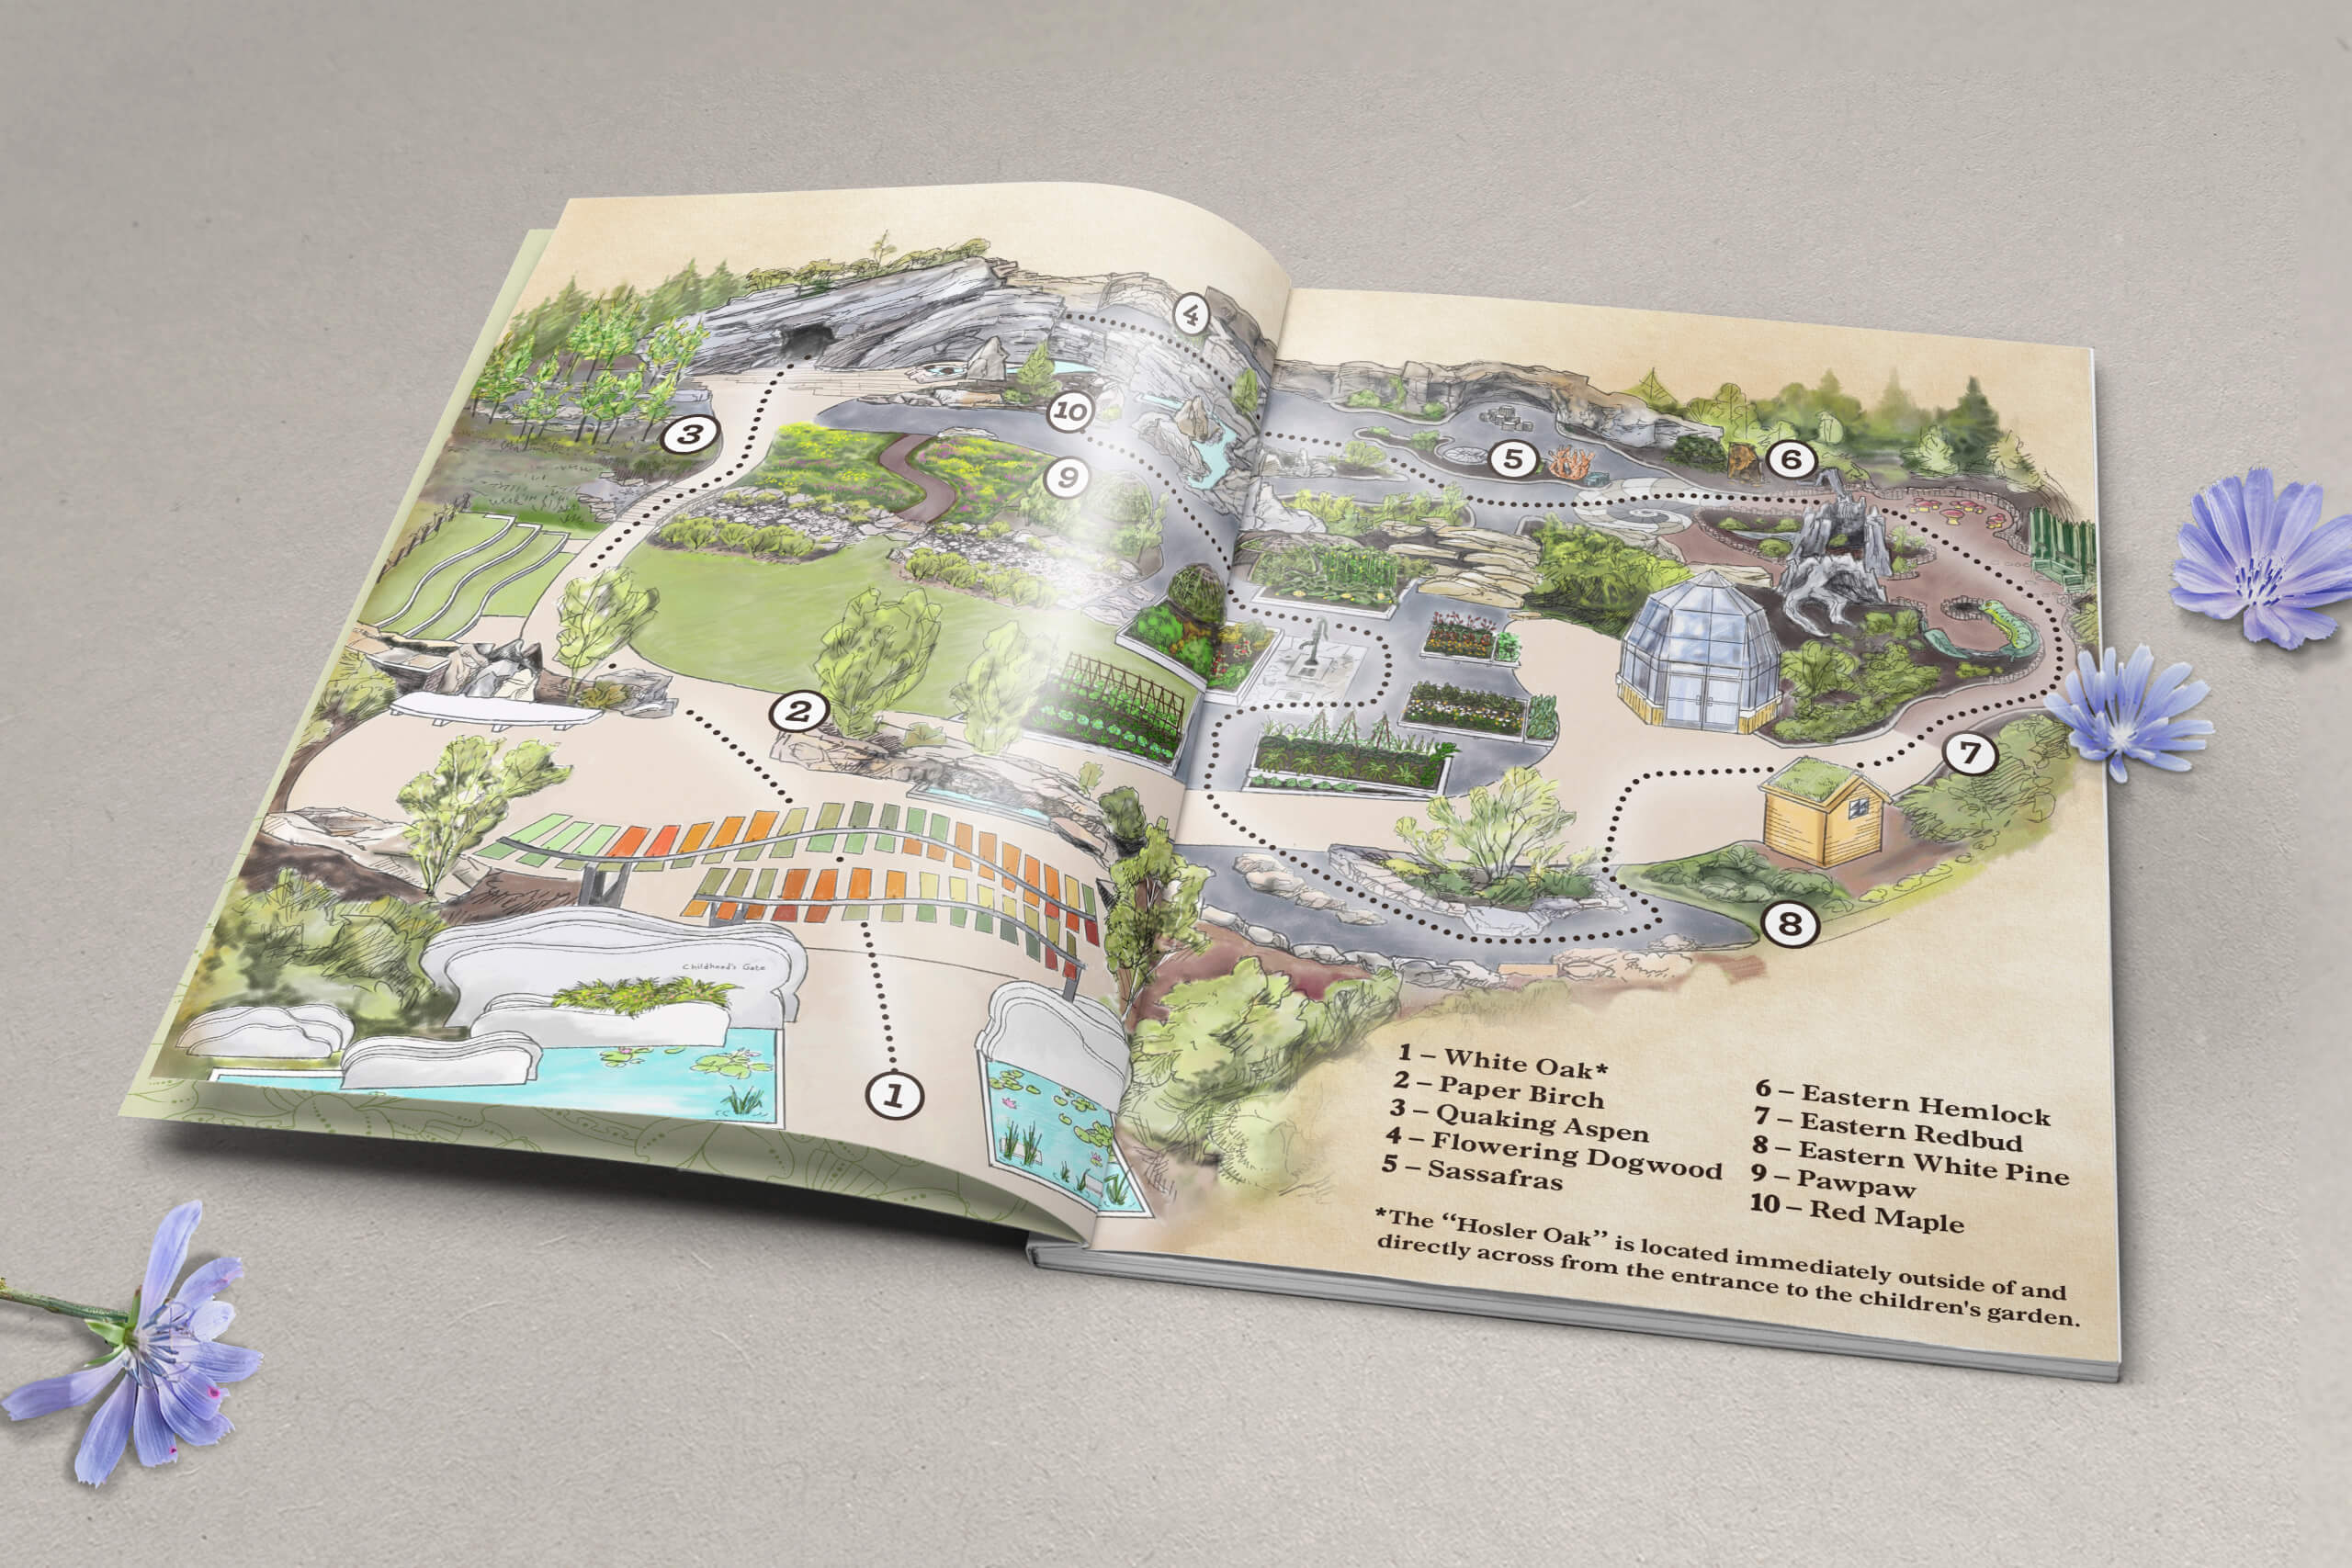 4
10
3
9
5
6
2
7
8
Childhood's Gate
1
CC
1 – White Oak*
2 – Paper Birch
3 – Quaking Aspen
4 – Flowering Dogwood
5 – Sassafras
6 – Eastern Hemlock
7 – Eastern Redbud
8 – Eastern White Pine
9 – Pawpaw
10 – Red Maple
*The “Hosler Oak” is located immediately outside of and
directly across from the entrance to the children's garden.